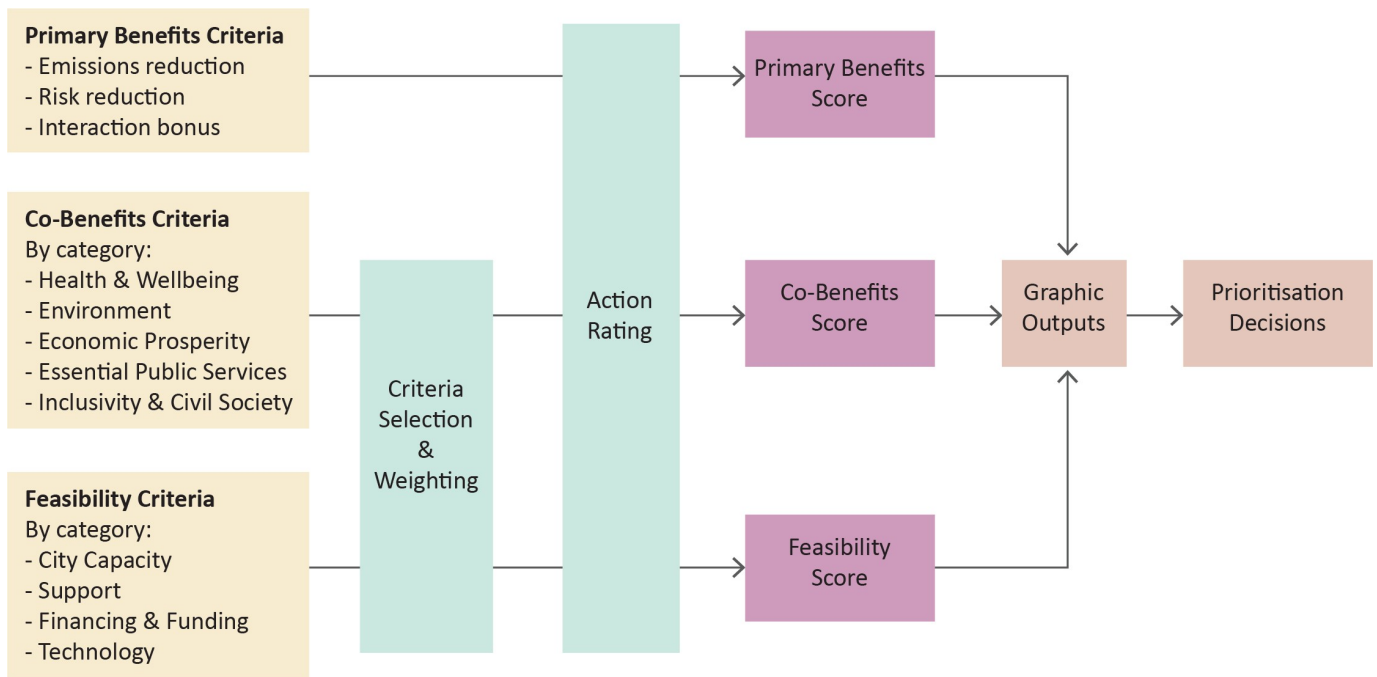 Primary Benefits Criteria
- Emissions reduction
- Risk reduction
- Interaction bonus
Co-Benefits Criteria
By category:
- Health & Wellbeing
- Environment
- Economic Prosperity
- Essential Public Services
- Inclusivity & Civil Society
Feasibility Criteria
By category:
- City Capacity
- Support
- Financing & Funding
- Technology
Criteria
Selection
&
Weighting
Action
Rating
Primary Benefits
Score
Co-Benefits
Score
Feasibility
Score
Graphic
Outputs
Prioritisation
Decisions